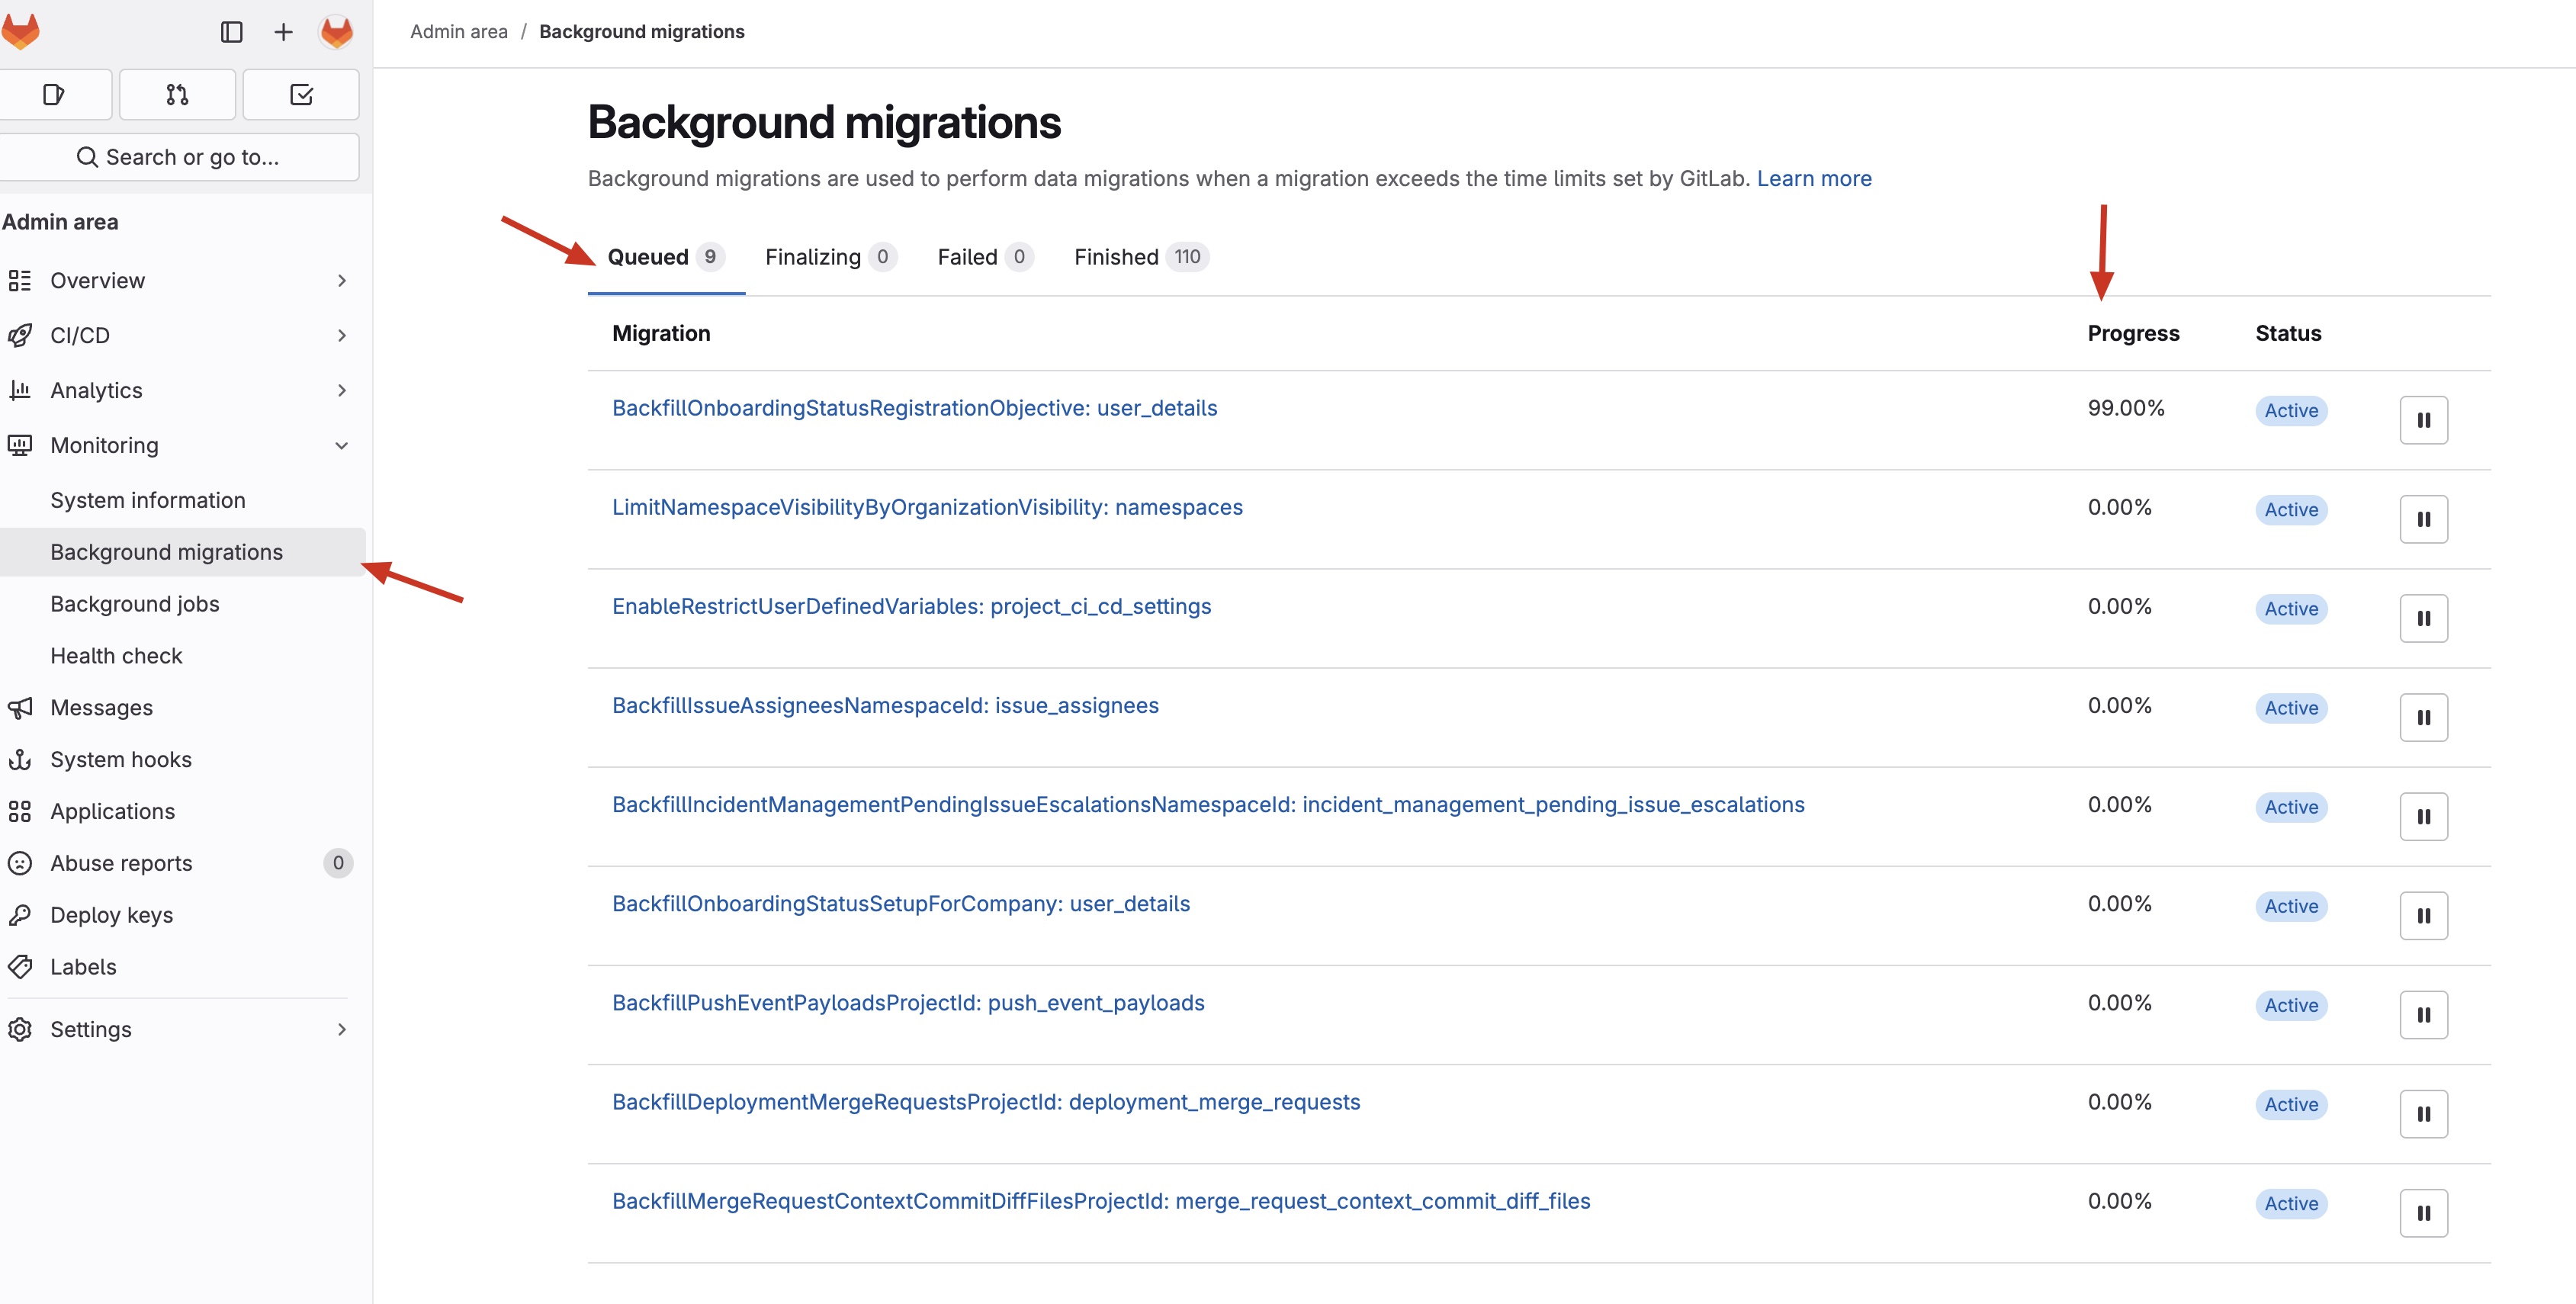 Admin area / Background migrations
Search or go to...
Admin area
Overview
CI/CD
Analytics
Monitoring
System information
Background migrations
Background jobs
Health check
Messages
System hooks
Applications
Abuse reports 0
Deploy keys
Labels
Settings
Background migrations
Background migrations are used to perform data migrations when a migration exceeds the time limits set by GitLab. Learn more
Queued 9 Finalizing 0 Failed 0 Finished 110
Migration Progress Status
BackfillOnboardingStatusRegistrationObjective: user_details 99.00% Active
LimitNamespaceVisibilityByOrganizationVisibility: namespaces 0.00% Active
EnableRestrictUserDefinedVariables: project_ci_cd_settings 0.00% Active
BackfillIssueAssigneesNamespaceId: issue_assignees 0.00% Active
BackfillIncidentManagementPendingIssueEscalationsNamespaceId: incident_management_pending_issue_escalations 0.00% Active
BackfillOnboardingStatusSetupForCompany: user_details 0.00% Active
BackfillPushEventPayloadsProjectId: push_event_payloads 0.00% Active
BackfillDeploymentMergeRequestsProjectId: deployment_merge_requests 0.00% Active
BackfillMergeRequestContextCommitDiffFilesProjectId: merge_request_context_commit_diff_files 0.00% Active